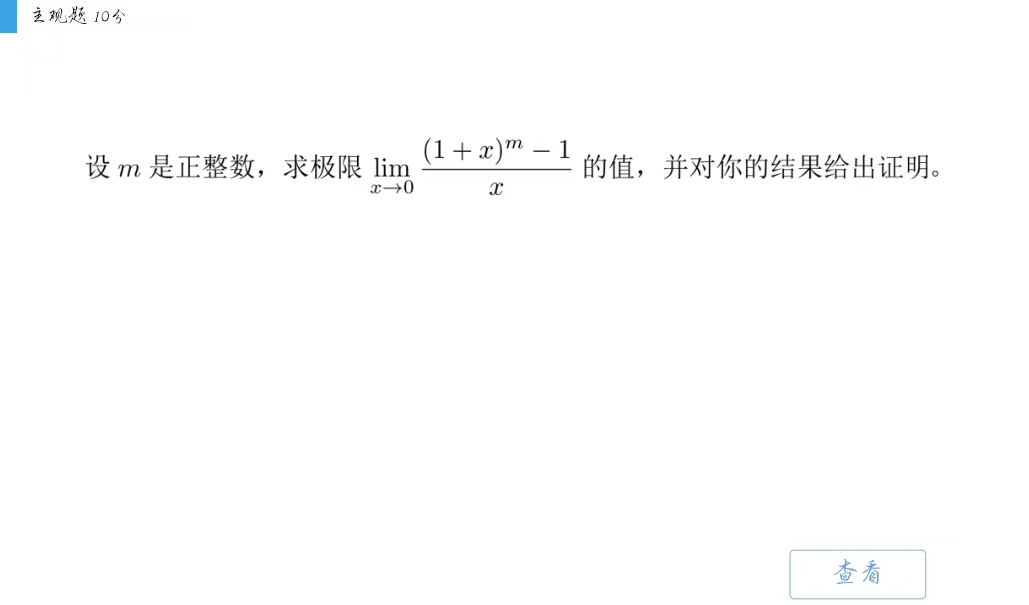 主观题 10分
设 m 是正整数，求极限 \lim_{x \to 0} \frac{(1+x)^m - 1}{x} 的值，并对你的结果给出证明。
查看